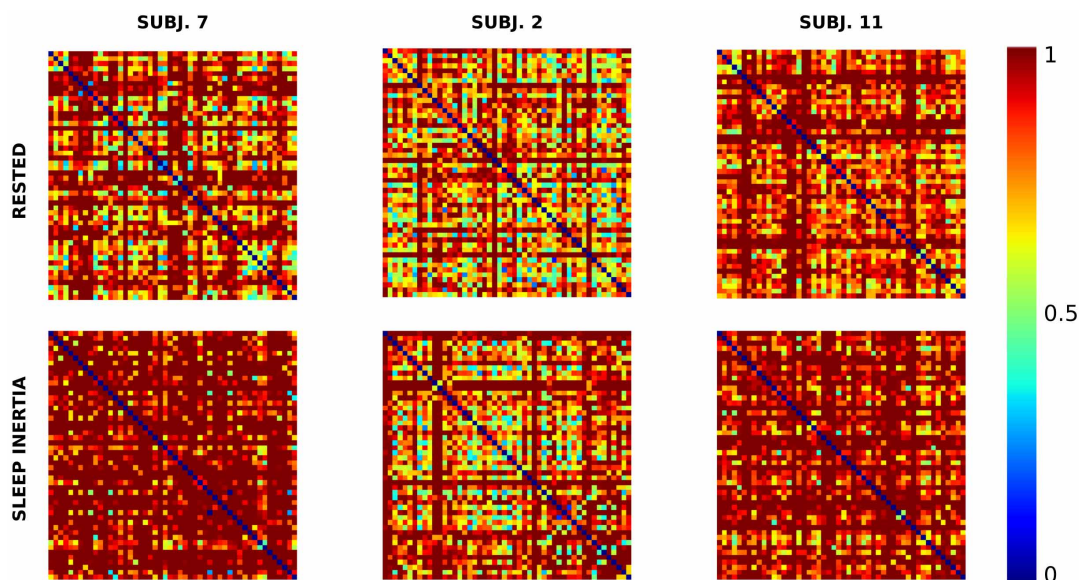 SUBJ. 7 SUBJ. 2 SUBJ. 11
RESTED
SLEEP INERTIA
1
0.5
0